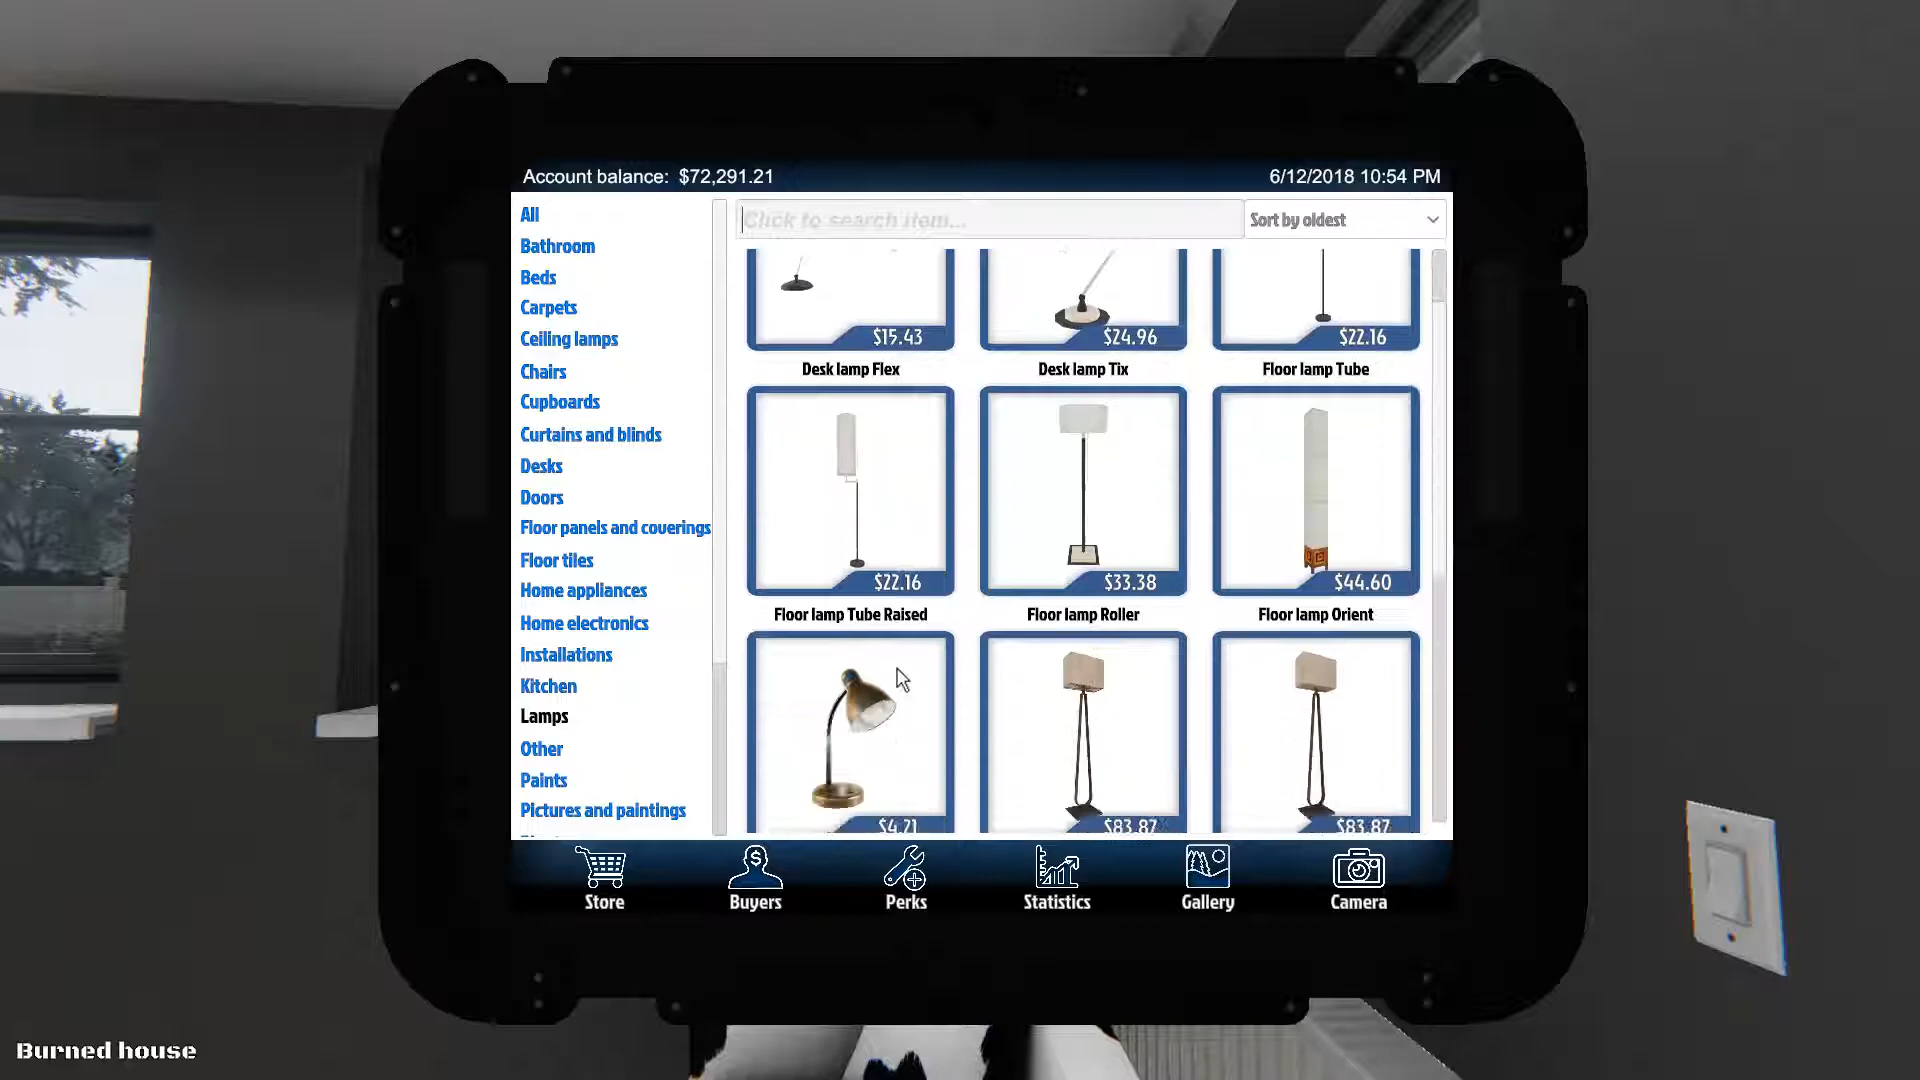 Account balance: $72,291.21
6/12/2018 10:54 PM
All
Bathroom
Beds
Carpets
Ceiling lamps
Chairs
Cupboards
Curtains and blinds
Desks
Doors
Floor panels and coverings
Floor tiles
Home appliances
Home electronics
Installations
Kitchen
Lamps
Other
Paints
Pictures and paintings
Click to search item...
Sort by oldest
$15.43
$24.96
$22.16
Desk lamp Flex
Desk lamp Tix
Floor lamp Tube
$22.16
$33.38
$44.60
Floor lamp Tube Raised
Floor lamp Roller
Floor lamp Orient
$4.71
$83.87
$83.87
Store
Buyers
Perks
Statistics
Gallery
Camera
Burned house